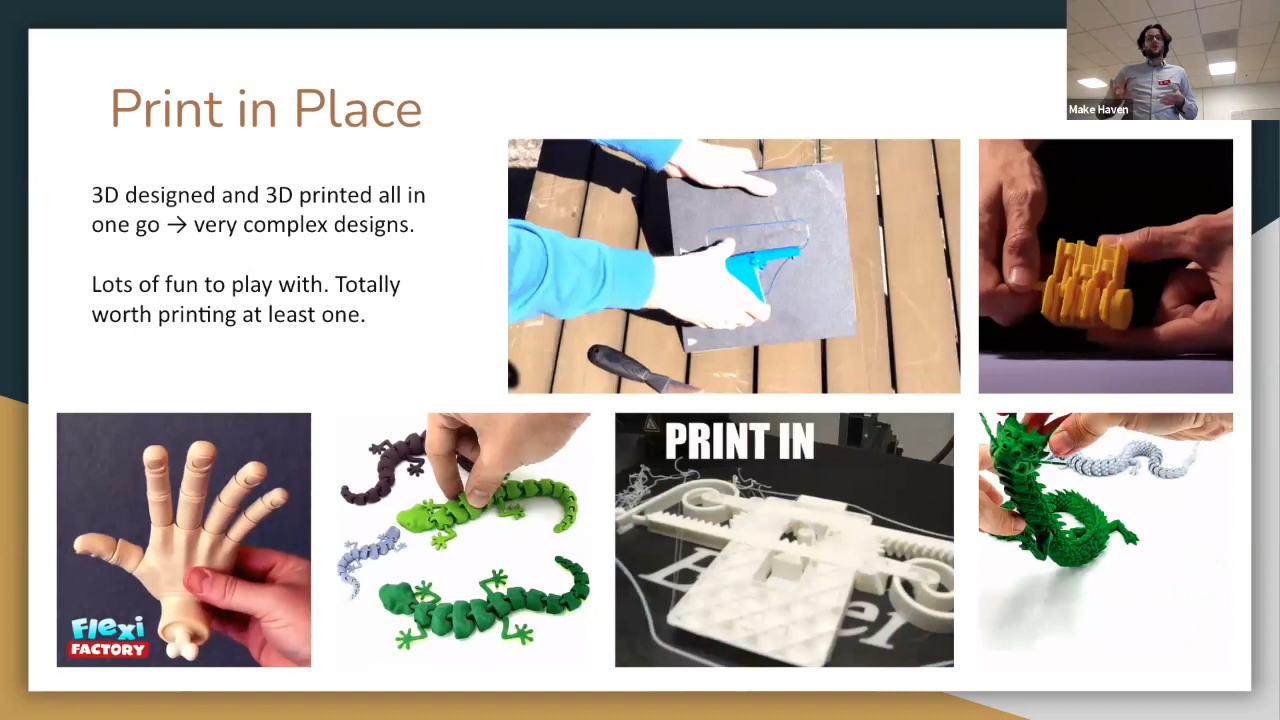 Make Haven
Print in Place
3D designed and 3D printed all in
one go → very complex designs.
Lots of fun to play with. Totally
worth printing at least one.
Flexi
FACTORY
PRINT IN